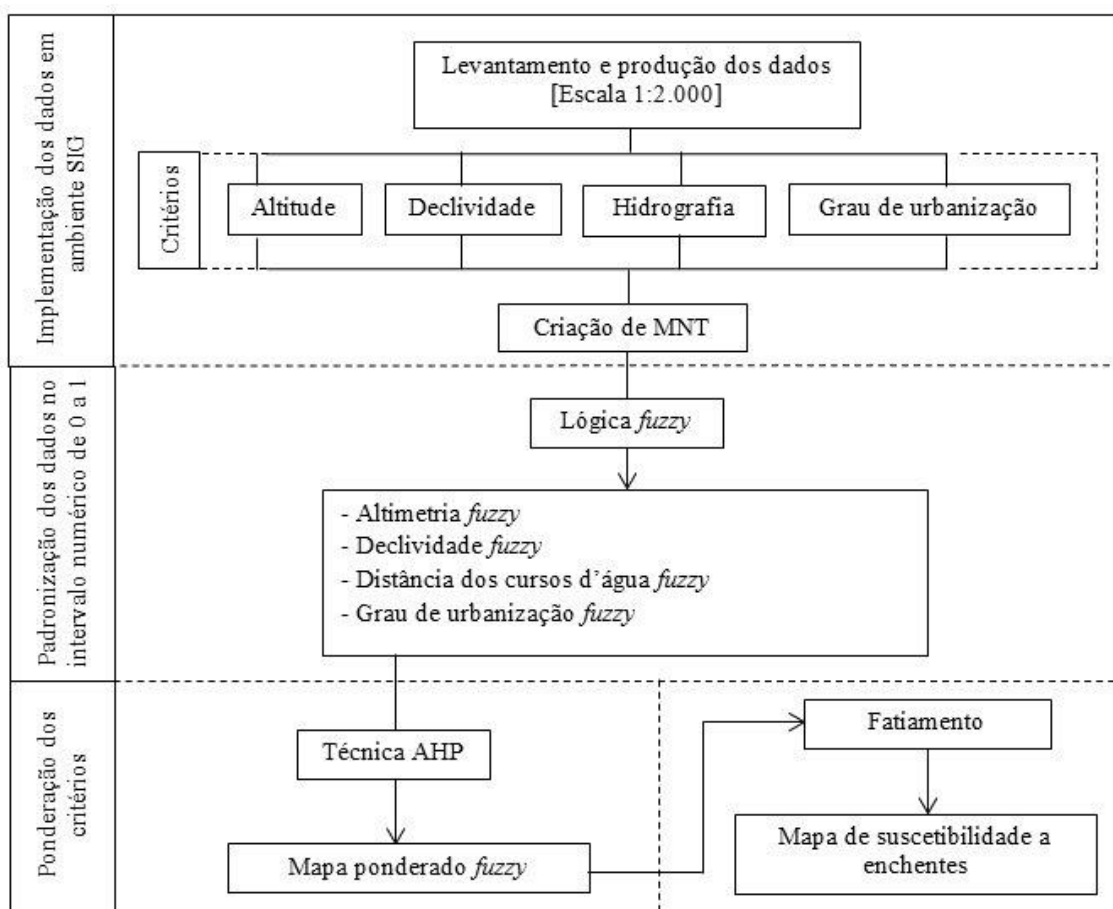 Implementação dos dados em
ambiente SIG
Levantamento e produção dos dados
[Escala 1:2.000]
Critérios
Altitude
Declividade
Hidrografia
Grau de urbanização
Criação de MNT
Padronização dos dados no
intervalo numérico de 0 a 1
Lógica fuzzy
- Altimetria fuzzy
- Declividade fuzzy
- Distância dos cursos d’água fuzzy
- Grau de urbanização fuzzy
Ponderação dos
critérios
Técnica AHP
Mapa ponderado fuzzy
Fatiamento
Mapa de suscetibilidade a
enchentes